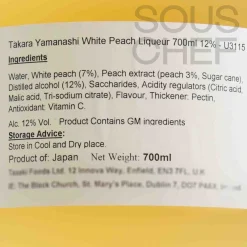 SOUS
CHEF
Takara Yamanashi White Peach Liqueur 700ml 12% - U3115
Ingredients
Water, White peach (7%), Peach extract (peach 3%, Sugar cane)
Distilled alcohol (12%), Saccharides, Acidity regulators (Citric acid,
Malic acid, Tri-sodium citrate), Flavour, Thickener: Pectin,
Antioxidant: Vitamin C.
Alc. 12% Vol. Product Contains GM ingredients
Storage Advice:
Store in Cool and Dry place.
Product of: Japan Net Weight: 700ml
Tazaki Foods Ltd. 12 Innova Way, Enfield, EN3 7FL, U.K
IE: The Black Church, St. Mary's Place, Dublin 7, D07 P4AX